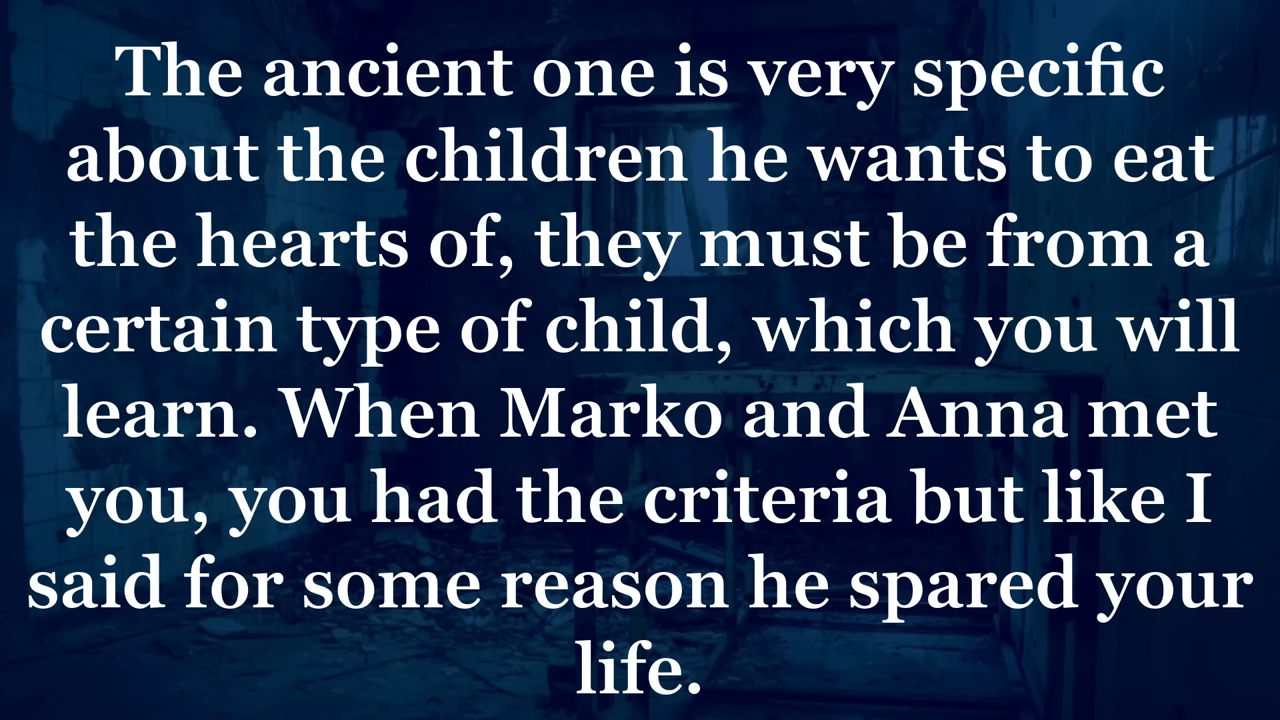 The ancient one is very specific
about the children he wants to eat
the hearts of, they must be from a
certain type of child, which you will
learn. When Marko and Anna met
you, you had the criteria but like I
said for some reason he spared your
life.